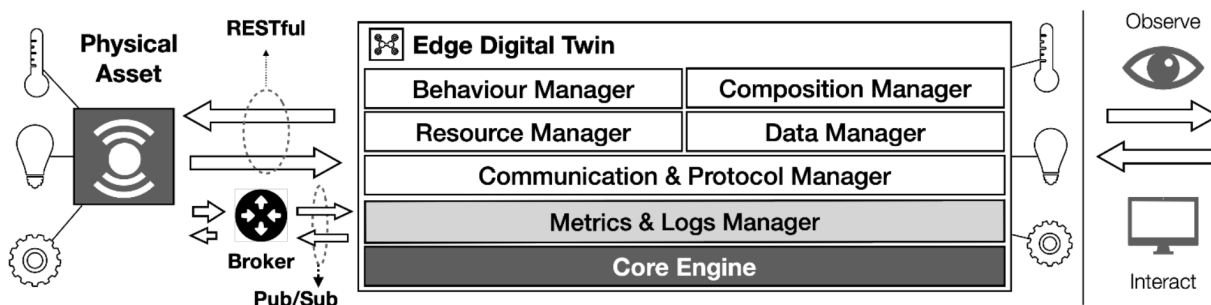 Physical
Asset
RESTful
Broker
Pub/Sub
Edge Digital Twin
Behaviour Manager
Composition Manager
Resource Manager
Data Manager
Communication & Protocol Manager
Metrics & Logs Manager
Core Engine
Observe
Interact